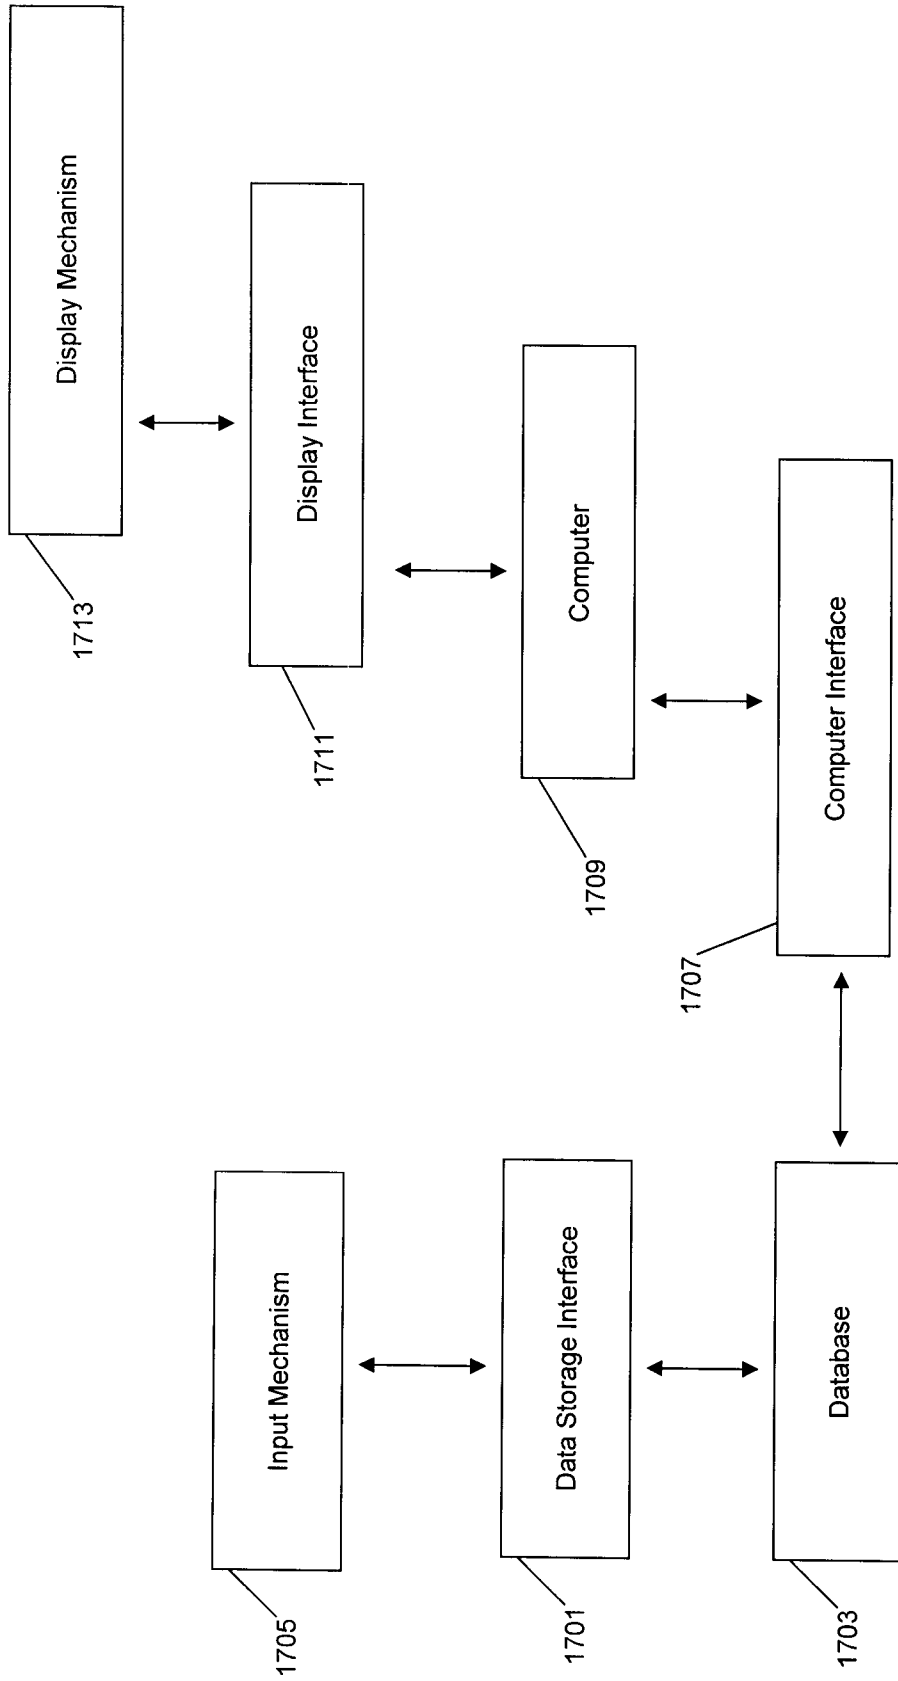 1705
Input Mechanism
1701
Data Storage Interface
1703
Database
1707
Computer Interface
1709
Computer
1711
Display Interface
1713
Display Mechanism